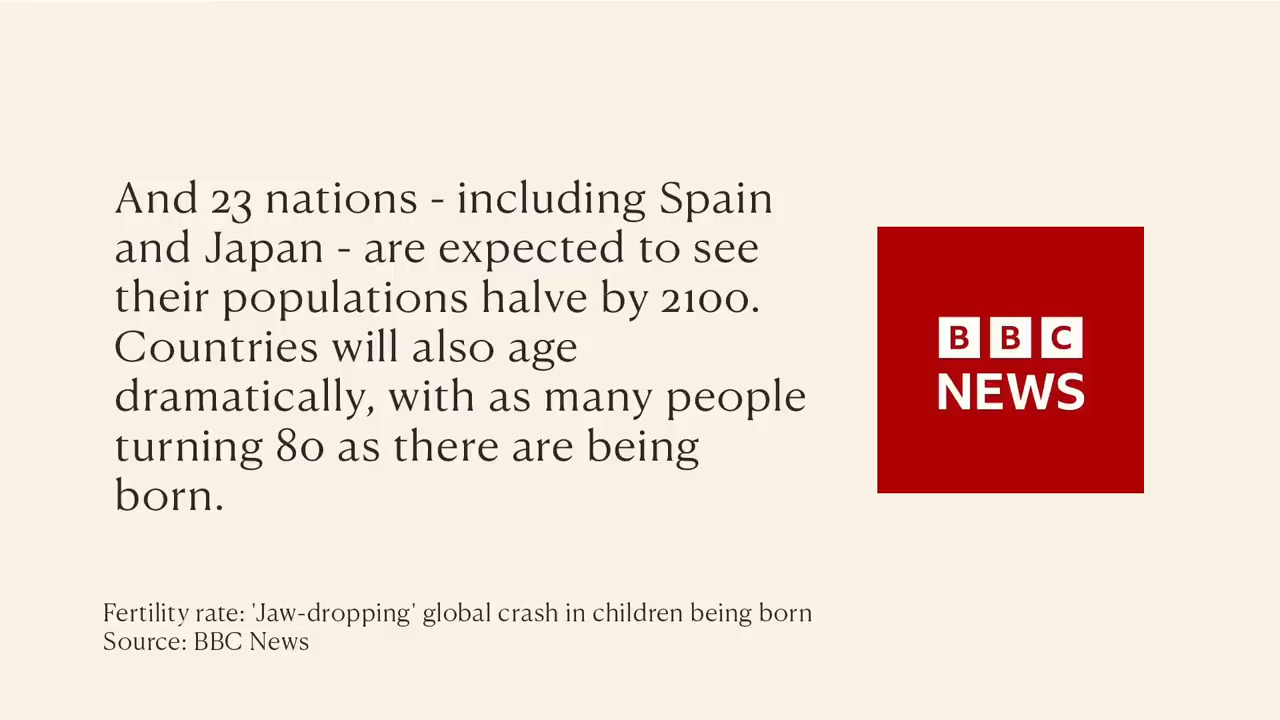 And 23 nations - including Spain
and Japan - are expected to see
their populations halve by 2100.
Countries will also age
dramatically, with as many people
turning 80 as there are being
born.
BBC
NEWS
Fertility rate: 'Jaw-dropping' global crash in children being born
Source: BBC News